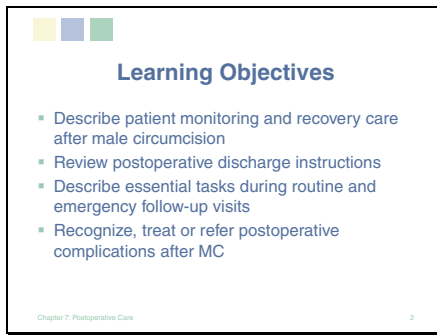 Learning Objectives
▪ Describe patient monitoring and recovery care
after male circumcision
▪ Review postoperative discharge instructions
▪ Describe essential tasks during routine and
emergency follow-up visits
▪ Recognize, treat or refer postoperative
complications after MC
Chapter 7: Postoperative Care
2